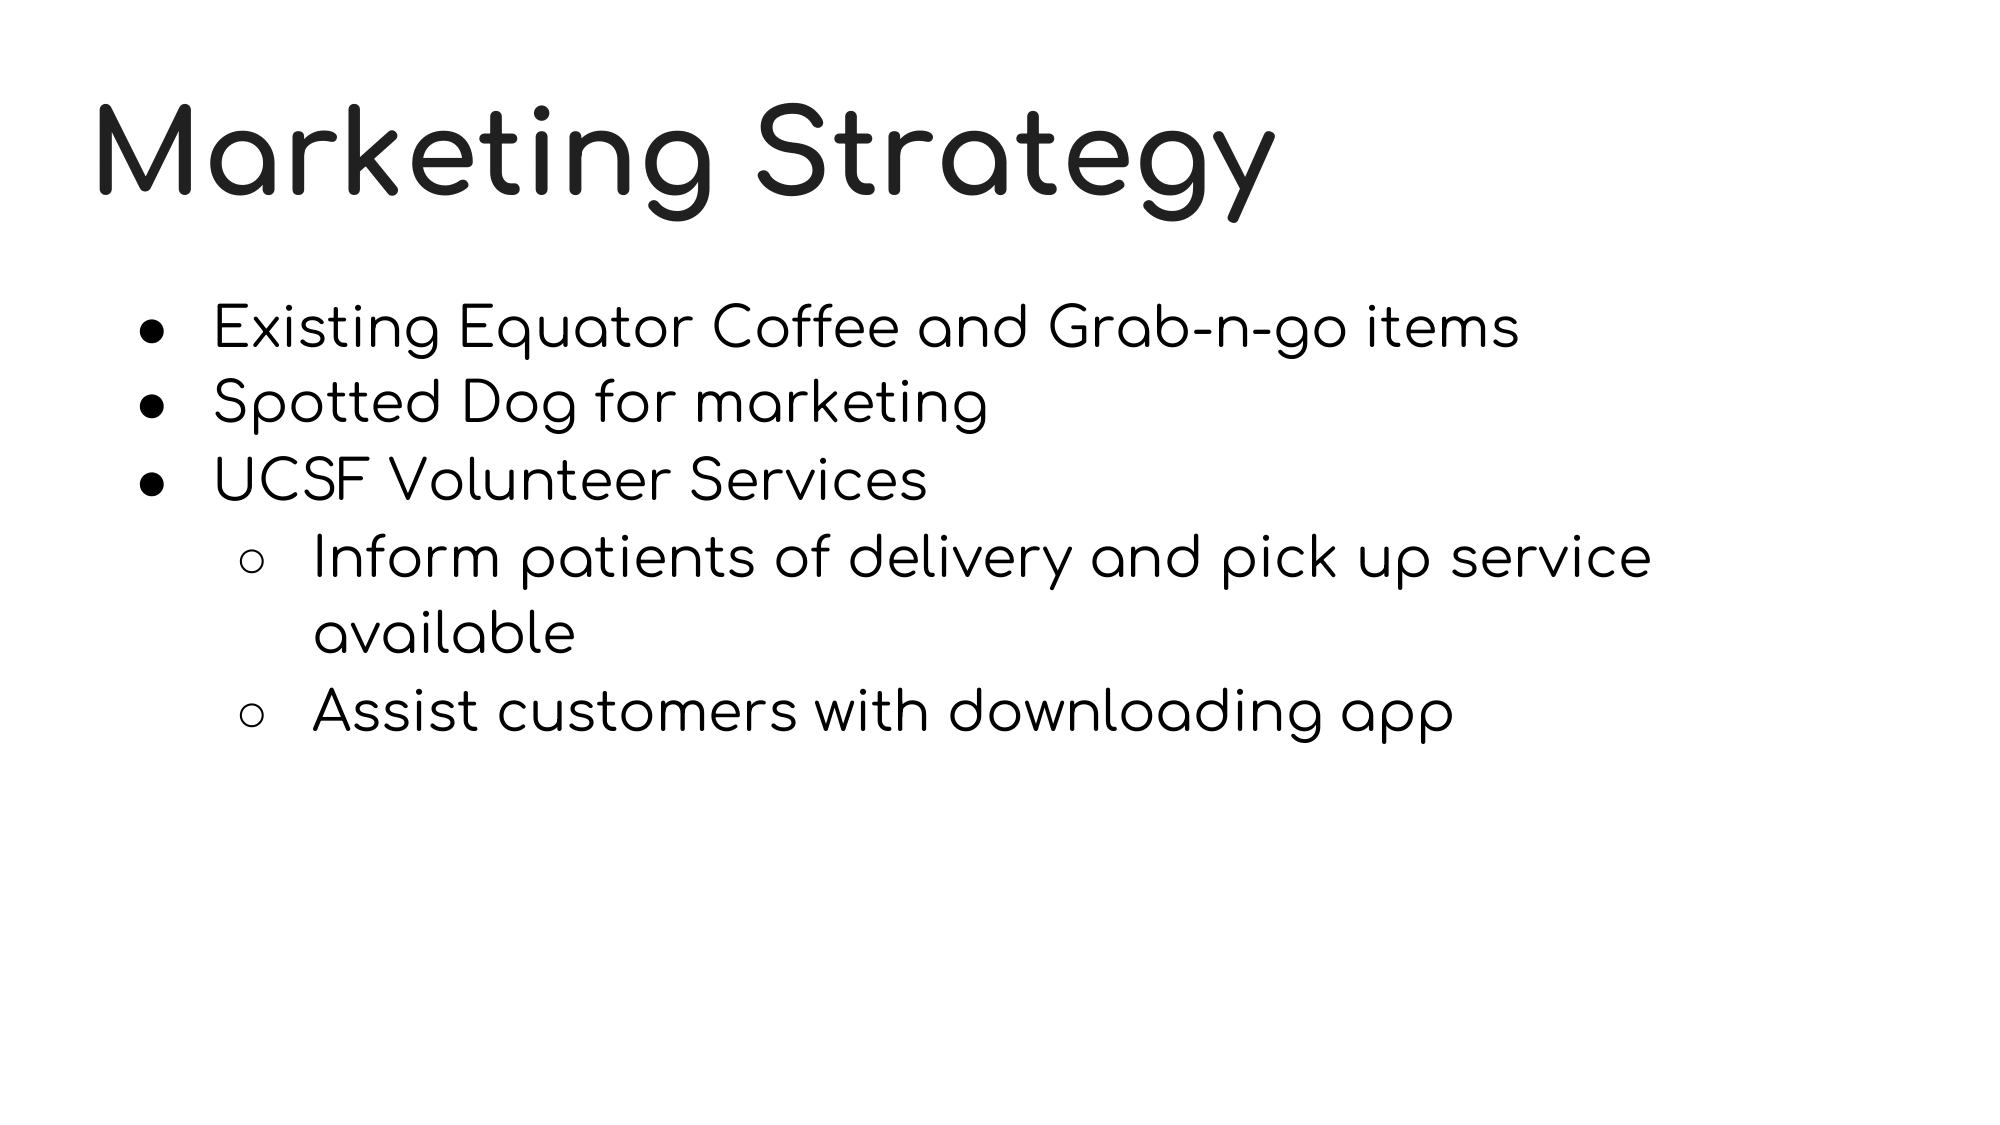 Marketing Strategy
● Existing Equator Coffee and Grab-n-go items
● Spotted Dog for marketing
● UCSF Volunteer Services
○ Inform patients of delivery and pick up service
available
○ Assist customers with downloading app